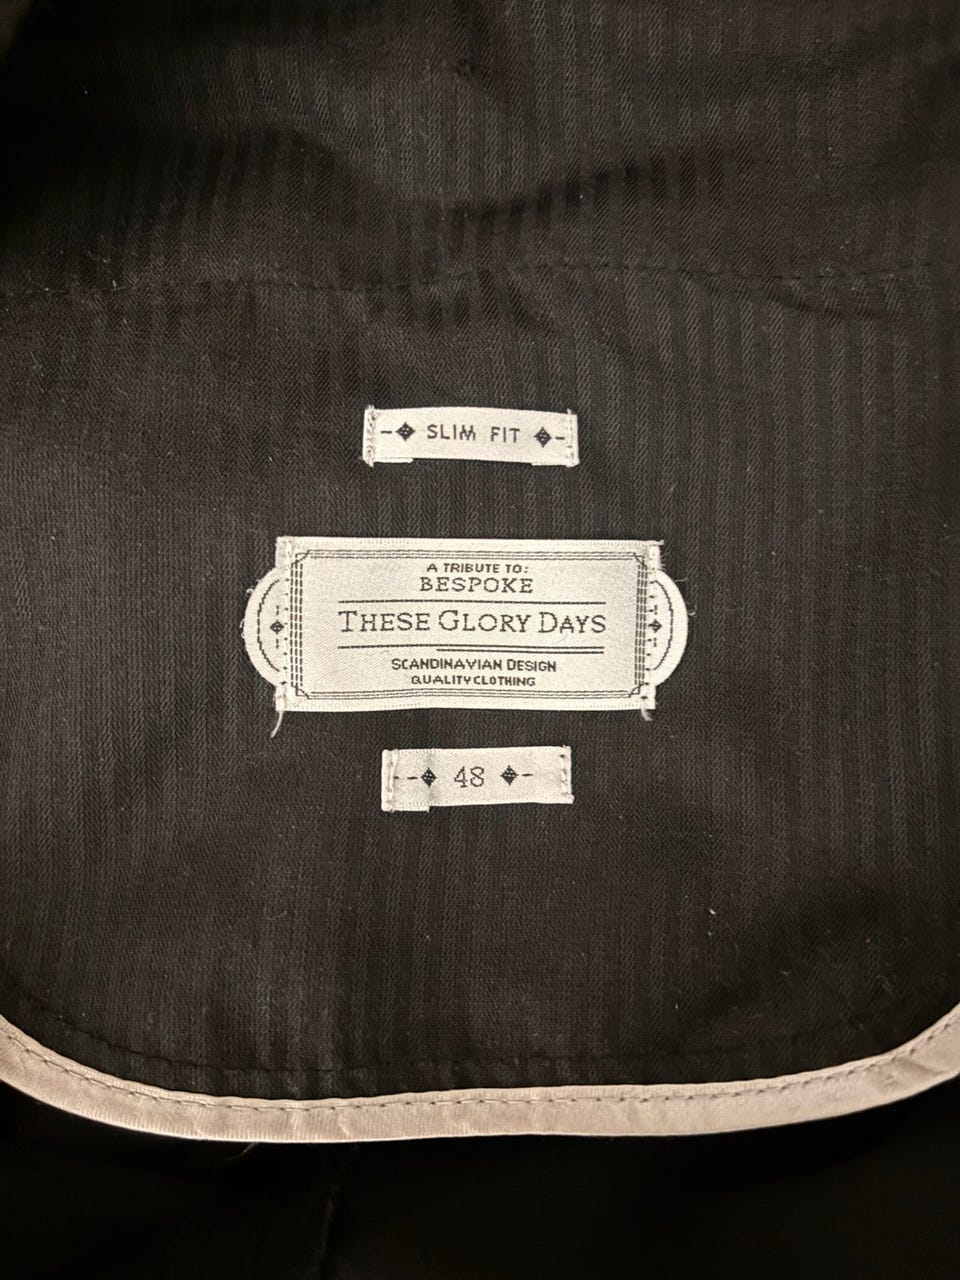 SLIM FIT
A TRIBUTE TO:
BESPOKE
THESE GLORY DAYS
SCANDINAVIAN DESIGN
QUALITY CLOTHING
48